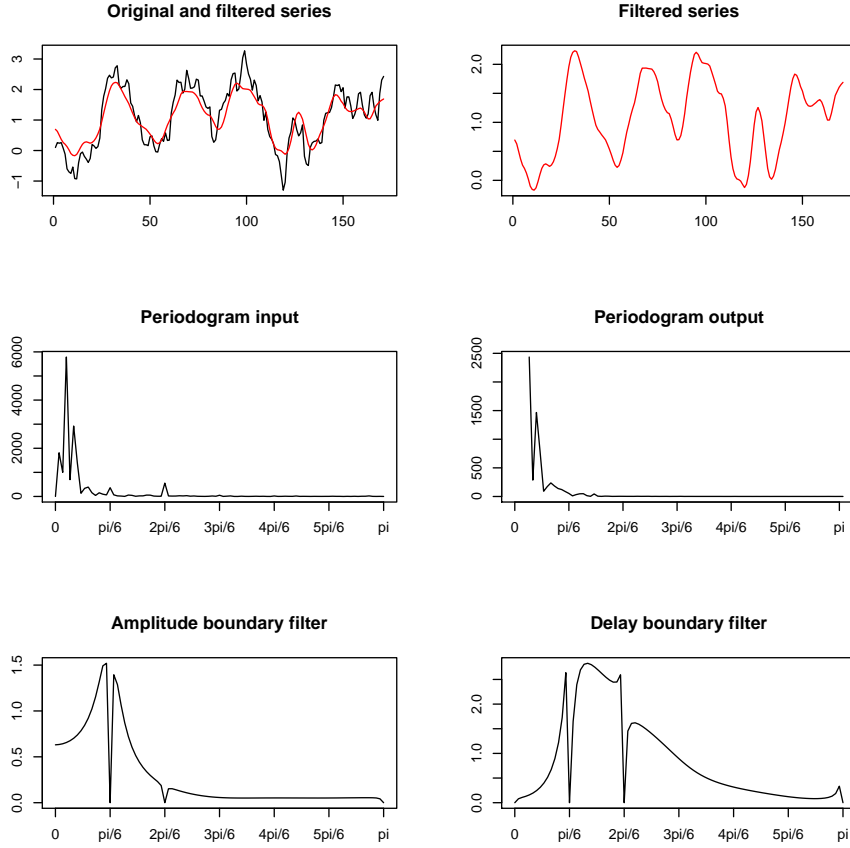 Original and filtered series
3
2
1
0
−1
0
50
100
150
Filtered series
2.0
1.0
0.0
0
50
100
150
Periodogram input
6000
4000
2000
0
0
pi/6
2pi/6
3pi/6
4pi/6
5pi/6
pi
Periodogram output
2500
1500
500
0
0
pi/6
2pi/6
3pi/6
4pi/6
5pi/6
pi
Amplitude boundary filter
1.5
1.0
0.5
0.0
0
pi/6
2pi/6
3pi/6
4pi/6
5pi/6
pi
Delay boundary filter
2.0
1.0
0.0
0
pi/6
2pi/6
3pi/6
4pi/6
5pi/6
pi